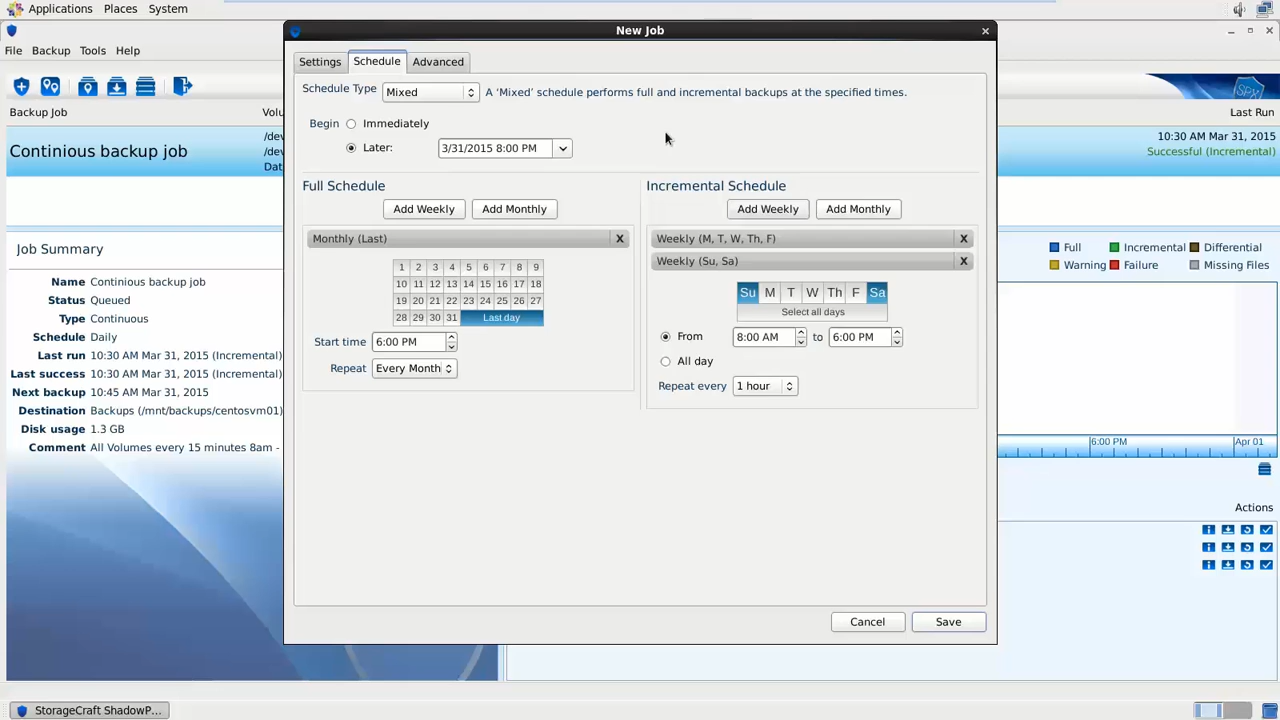 Applications Places System
New Job
File Backup Tools Help
Settings Schedule Advanced
Schedule Type Mixed A ‘Mixed’ schedule performs full and incremental backups at the specified times.
SPX
Backup Job
Last Run
Begin Immediately
Later: 3/31/2015 8:00 PM
Continious backup job
/dev
10:30 AM Mar 31, 2015
Successful (Incremental)
Full Schedule
Add Weekly Add Monthly
Monthly (Last) X
1 2 3 4 5 6 7 8 9
10 11 12 13 14 15 16 17 18
19 20 21 22 23 24 25 26 27
28 29 30 31 Last day
Start time 6:00 PM
Repeat Every Month
Incremental Schedule
Add Weekly Add Monthly
Weekly (M, T, W, Th, F) X
Weekly (Su, Sa) X
Su M T W Th F Sa
Select all days
From 8:00 AM to 6:00 PM
All day
Repeat every 1 hour
Cancel Save
Job Summary
Name Continious backup job
Status Queued
Type Continuous
Schedule Daily
Last run 10:30 AM Mar 31, 2015 (Incremental)
Last success 10:30 AM Mar 31, 2015 (Incremental)
Next backup 10:45 AM Mar 31, 2015
Destination Backups (/mnt/backups/centosvm01)
Disk usage 1.3 GB
Comment All Volumes every 15 minutes 8am -
Full Incremental Differential
Warning Failure Missing Files
6:00 PM Apr 01
Actions
StorageCraft ShadowP...